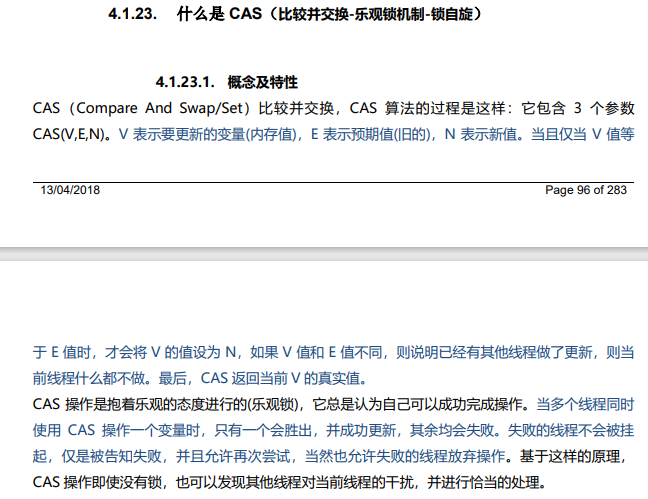 4.1.23. 什么是 CAS（比较并交换-乐观锁机制-锁自旋）
4.1.23.1. 概念及特性
CAS（Compare And Swap/Set）比较并交换，CAS 算法的过程是这样：它包含 3 个参数
CAS(V,E,N)。V 表示要更新的变量(内存值)，E 表示预期值(旧的)，N 表示新值。当且仅当 V 值等
13/04/2018 Page 96 of 283
于 E 值时，才会将 V 的值设为 N，如果 V 值和 E 值不同，则说明已经有其他线程做了更新，则当
前线程什么都不做。最后，CAS 返回当前 V 的真实值。
CAS 操作是抱着乐观的态度进行的(乐观锁)，它总是认为自己可以成功完成操作。当多个线程同时
使用 CAS 操作一个变量时，只有一个会胜出，并成功更新，其余均会失败。失败的线程不会被挂
起，仅是被告知失败，并且允许再次尝试，当然也允许失败的线程放弃操作。基于这样的原理，
CAS 操作即使没有锁，也可以发现其他线程对当前线程的干扰，并进行恰当的处理。